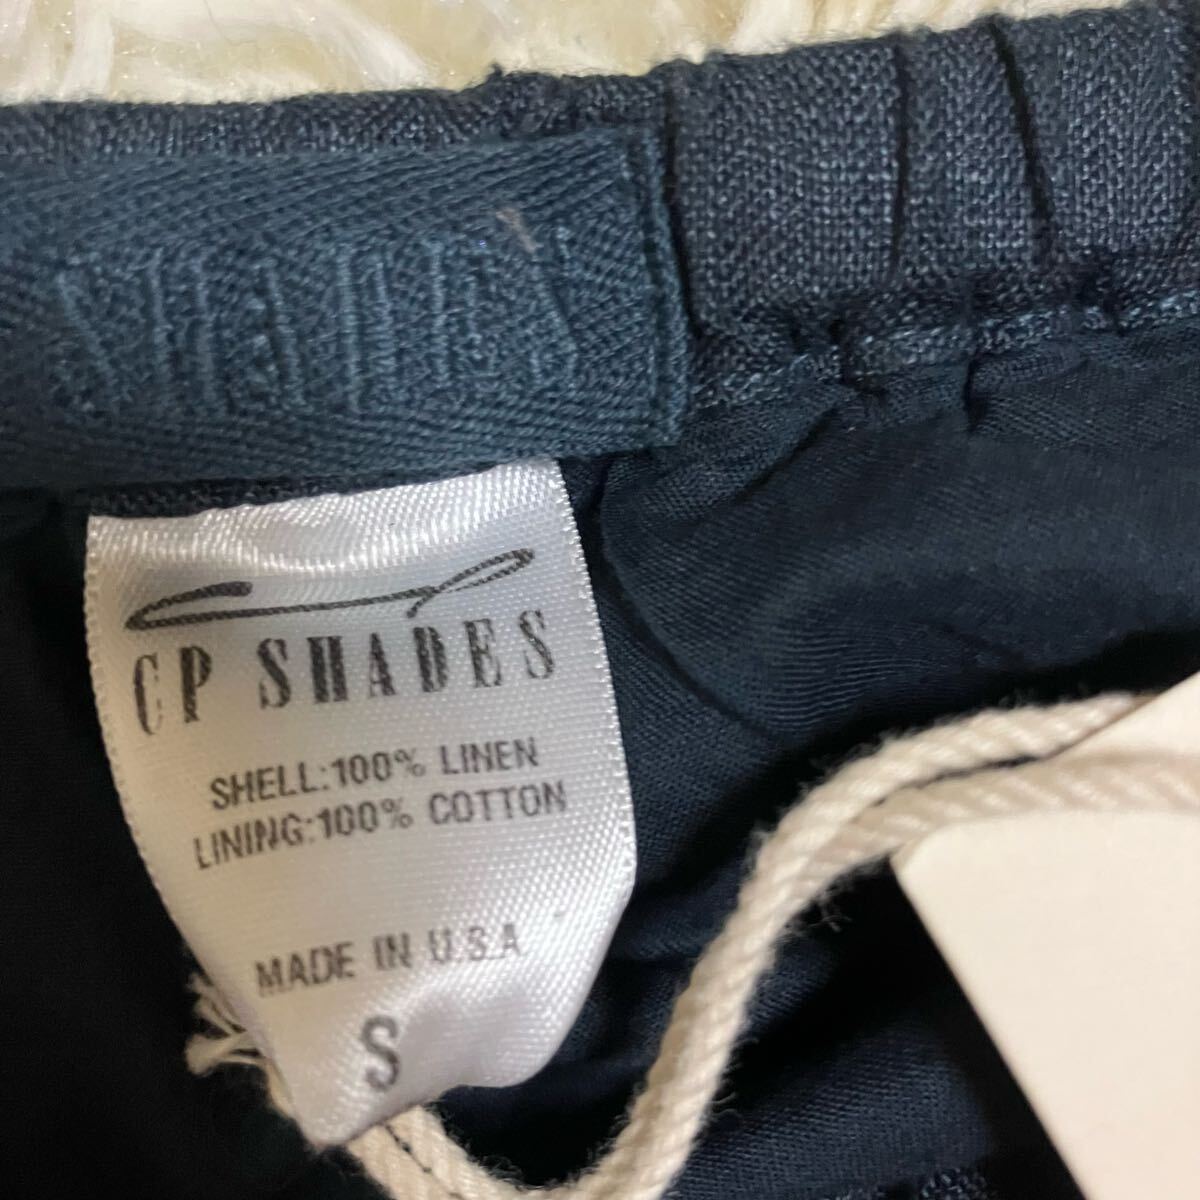 CP SHADES
SHELL:100% LINEN
LINING:100% COTTON
MADE IN U.S.A
S